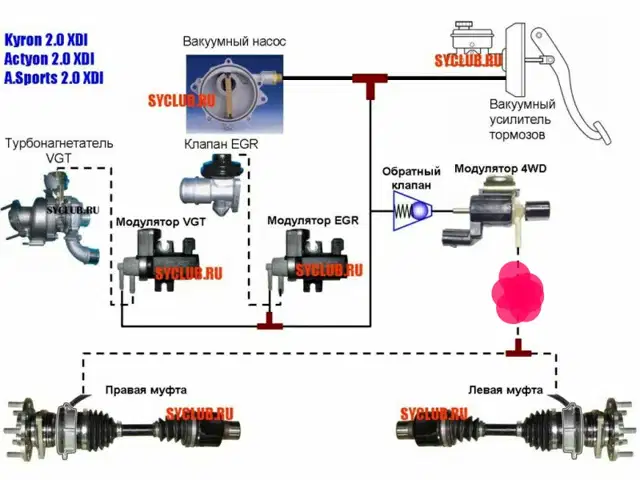 Kyron 2.0 XDI
Actyon 2.0 XDI
A.Sports 2.0 XDI
Вакуумный насос
SYCLUB.RU
SYCLUB.RU
Вакуумный
усилитель
тормозов
Турбонагнетатель
VGT
Клапан EGR
SYCLUB.RU
Обратный
клапан
Модулятор 4WD
Модулятор VGT
Модулятор EGR
SYCLUB.RU
SYCLUB.RU
Правая муфта
Левая муфта
SYCLUB.RU
SYCLUB.RU